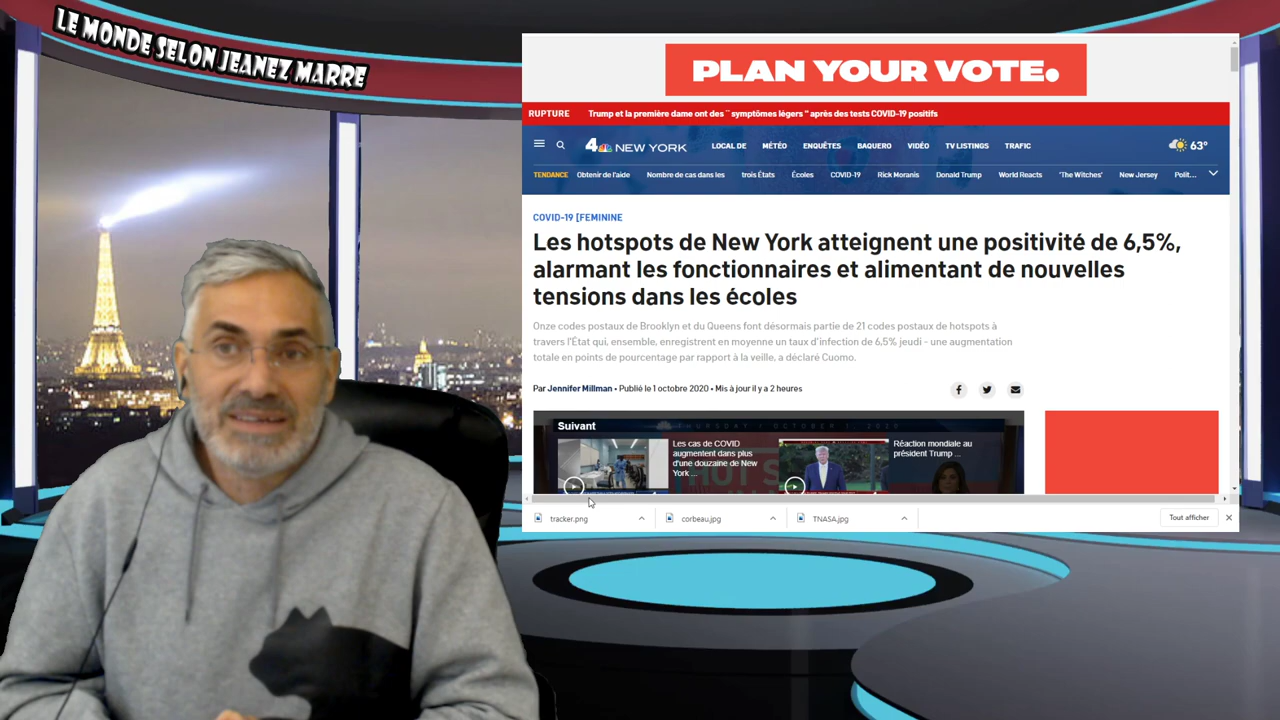 LE MONDE SELON JEANEZ MARRE
PLAN YOUR VOTE.
RUPTURE Trump et la première dame ont des `` symptômes légers '' après des tests COVID-19 positifs
4 NEW YORK LOCAL DE MÉTÉO ENQUÊTES BAQUERO VIDÉO TV LISTINGS TRAFIC 63°
TENDANCE Obtenir de l'aide Nombre de cas dans les trois États Écoles COVID-19 Rick Moranis Donald Trump World Reacts 'The Witches' New Jersey Polit...
COVID-19 [FEMININE
Les hotspots de New York atteignent une positivité de 6,5%,
alarmant les fonctionnaires et alimentant de nouvelles
tensions dans les écoles
Onze codes postaux de Brooklyn et du Queens font désormais partie de 21 codes postaux de hotspots à
travers l'État qui, ensemble, enregistrent en moyenne un taux d'infection de 6,5% jeudi - une augmentation
totale en points de pourcentage par rapport à la veille, a déclaré Cuomo.
Par Jennifer Millman • Publié le 1 octobre 2020 • Mis à jour il y a 2 heures
Suivant
THURSDAY / OCTOBER 1, 2020
Les cas de COVID
augmentent dans plus
d'une douzaine de New
York ...
Réaction mondiale au
président Trump ...
HOT S
tracker.png corbeau.jpg TNASA.jpg Tout afficher